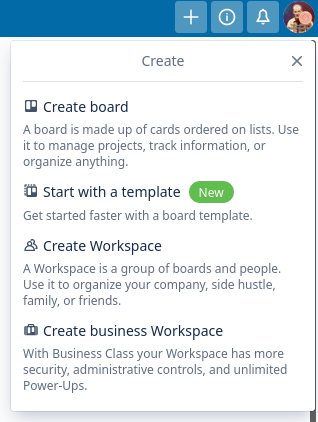 Create
Create board
A board is made up of cards ordered on lists. Use
it to manage projects, track information, or
organize anything.
Start with a template New
Get started faster with a board template.
Create Workspace
A Workspace is a group of boards and people.
Use it to organize your company, side hustle,
family, or friends.
Create business Workspace
With Business Class your Workspace has more
security, administrative controls, and unlimited
Power-Ups.